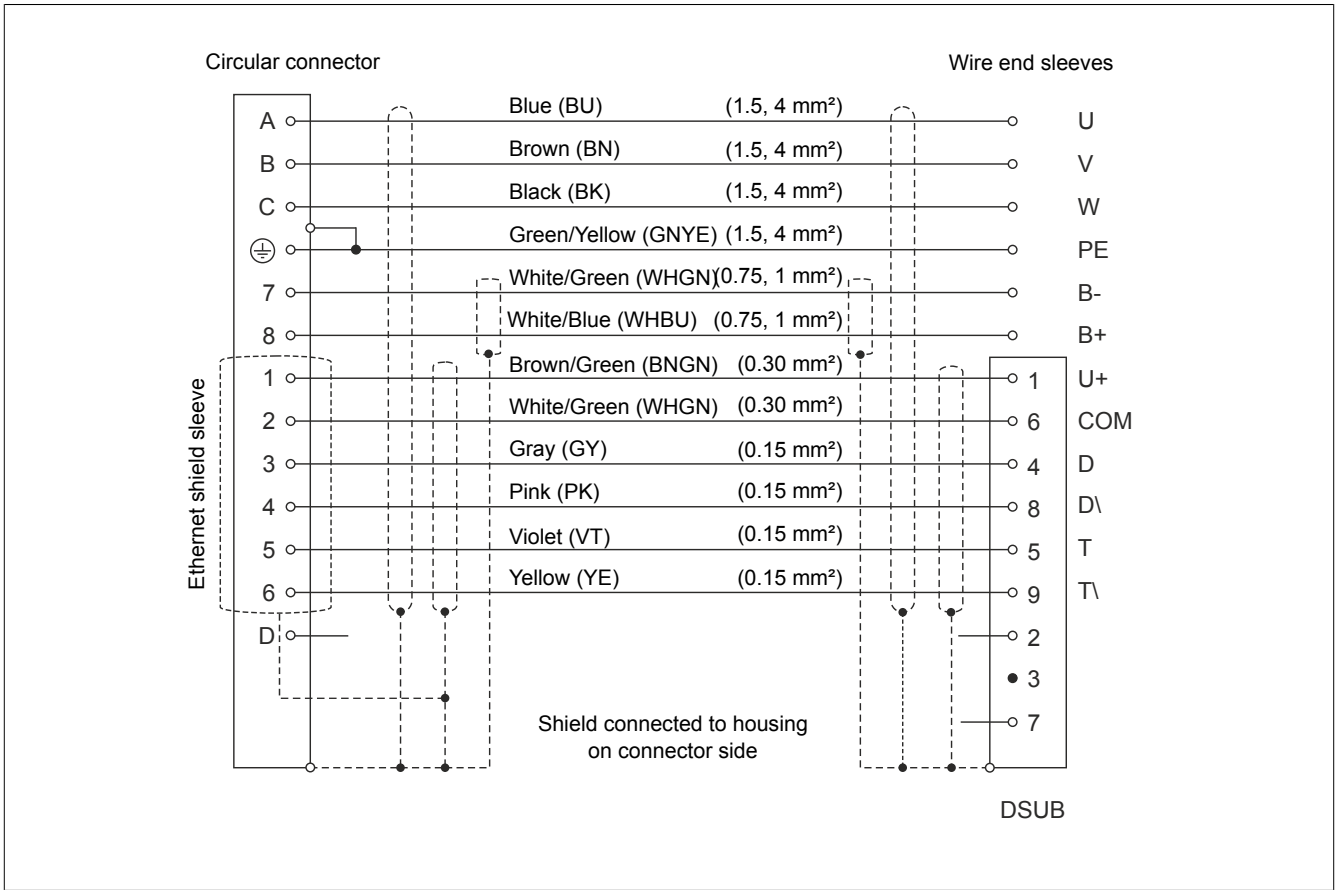 Circular connector
Wire end sleeves
A Blue (BU) (1.5, 4 mm²) U
B Brown (BN) (1.5, 4 mm²) V
C Black (BK) (1.5, 4 mm²) W
Green/Yellow (GNYE) (1.5, 4 mm²) PE
7 White/Green (WHGN) (0.75, 1 mm²) B-
8 White/Blue (WHBU) (0.75, 1 mm²) B+
Ethernet shield sleeve
1 Brown/Green (BNGN) (0.30 mm²) 1 U+
2 White/Green (WHGN) (0.30 mm²) 6 COM
3 Gray (GY) (0.15 mm²) 4 D
4 Pink (PK) (0.15 mm²) 8 D\
5 Violet (VT) (0.15 mm²) 5 T
6 Yellow (YE) (0.15 mm²) 9 T\
D 2
3
7
Shield connected to housing
on connector side
DSUB